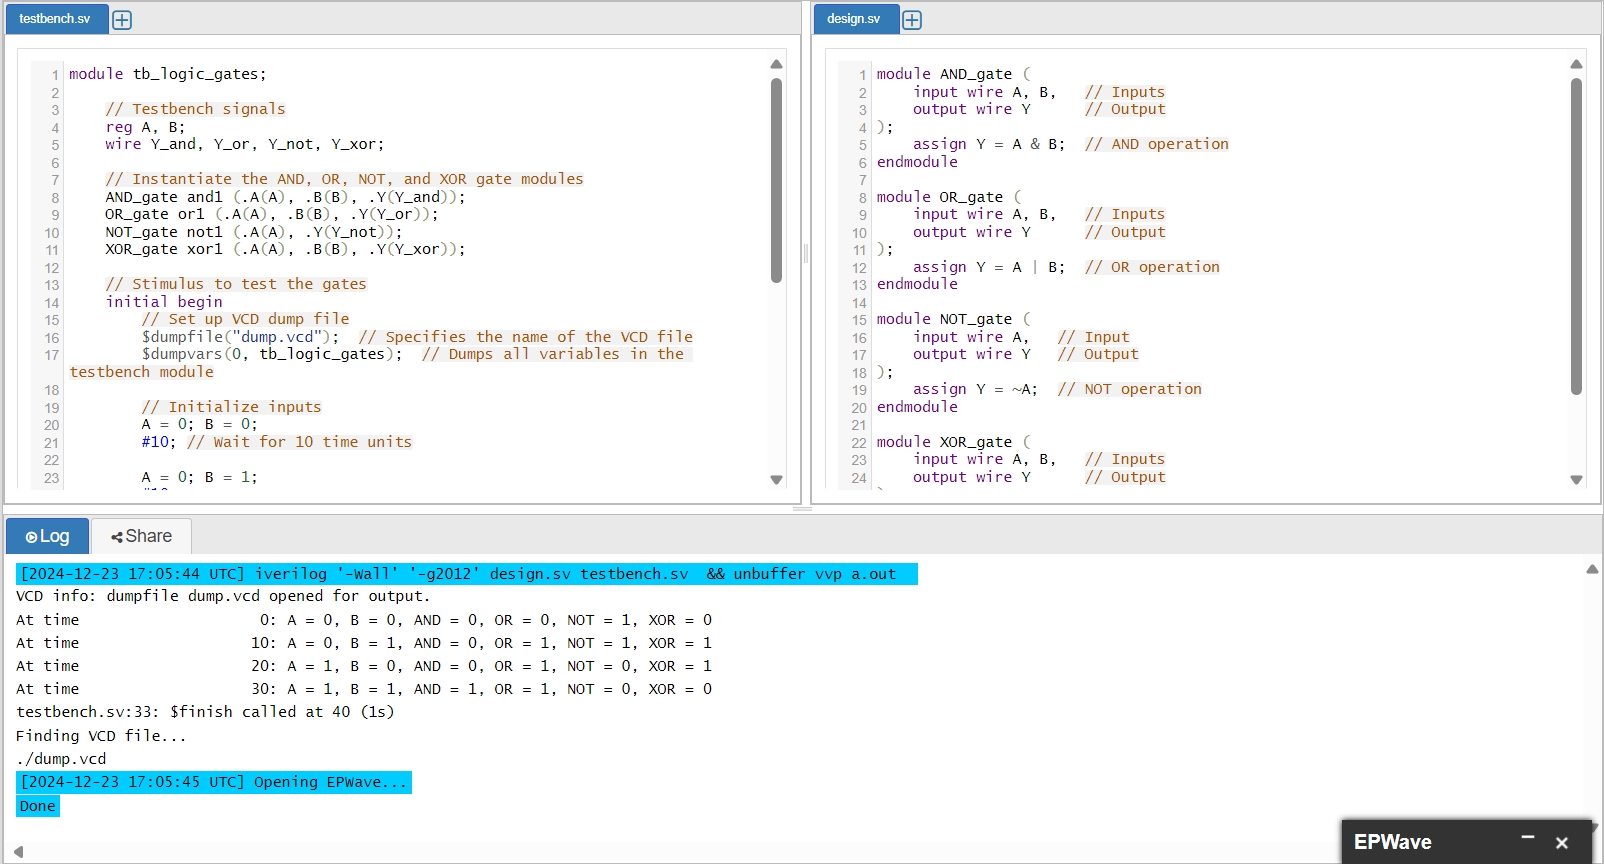 testbench.sv
1 module tb_logic_gates;
2
3 // Testbench signals
4 reg A, B;
5 wire Y_and, Y_or, Y_not, Y_xor;
6
7 // Instantiate the AND, OR, NOT, and XOR gate modules
8 AND_gate and1 (.A(A), .B(B), .Y(Y_and));
9 OR_gate or1 (.A(A), .B(B), .Y(Y_or));
10 NOT_gate not1 (.A(A), .Y(Y_not));
11 XOR_gate xor1 (.A(A), .B(B), .Y(Y_xor));
12
13 // Stimulus to test the gates
14 initial begin
15 // Set up VCD dump file
16 $dumpfile("dump.vcd"); // Specifies the name of the VCD file
17 $dumpvars(0, tb_logic_gates); // Dumps all variables in the
testbench module
18
19 // Initialize inputs
20 A = 0; B = 0;
21 #10; // Wait for 10 time units
22
23 A = 0; B = 1;
design.sv
1 module AND_gate (
2 input wire A, B, // Inputs
3 output wire Y // Output
4 );
5 assign Y = A & B; // AND operation
6 endmodule
7
8 module OR_gate (
9 input wire A, B, // Inputs
10 output wire Y // Output
11 );
12 assign Y = A | B; // OR operation
13 endmodule
14
15 module NOT_gate (
16 input wire A, // Input
17 output wire Y // Output
18 );
19 assign Y = ~A; // NOT operation
20 endmodule
21
22 module XOR_gate (
23 input wire A, B, // Inputs
24 output wire Y // Output
Log
Share
[2024-12-23 17:05:44 UTC] iverilog '-Wall' '-g2012' design.sv testbench.sv && unbuffer vvp a.out
VCD info: dumpfile dump.vcd opened for output.
At time 0: A = 0, B = 0, AND = 0, OR = 0, NOT = 1, XOR = 0
At time 10: A = 0, B = 1, AND = 0, OR = 1, NOT = 1, XOR = 1
At time 20: A = 1, B = 0, AND = 0, OR = 1, NOT = 0, XOR = 1
At time 30: A = 1, B = 1, AND = 1, OR = 1, NOT = 0, XOR = 0
testbench.sv:33: $finish called at 40 (1s)
Finding VCD file...
./dump.vcd
[2024-12-23 17:05:45 UTC] Opening EPWave...
Done
EPWave